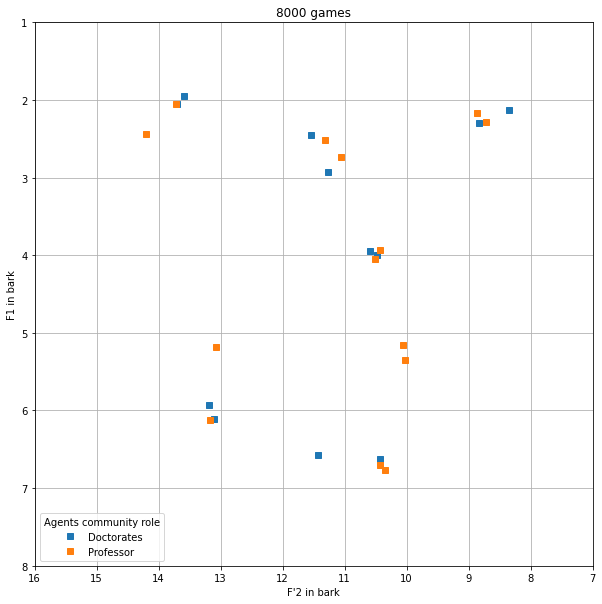 8000 games
1
2
3
4
5
6
7
8
F1 in bark
Agents community role
Doctorates
Professor
16 15 14 13 12 11 10 9 8 7
F'2 in bark